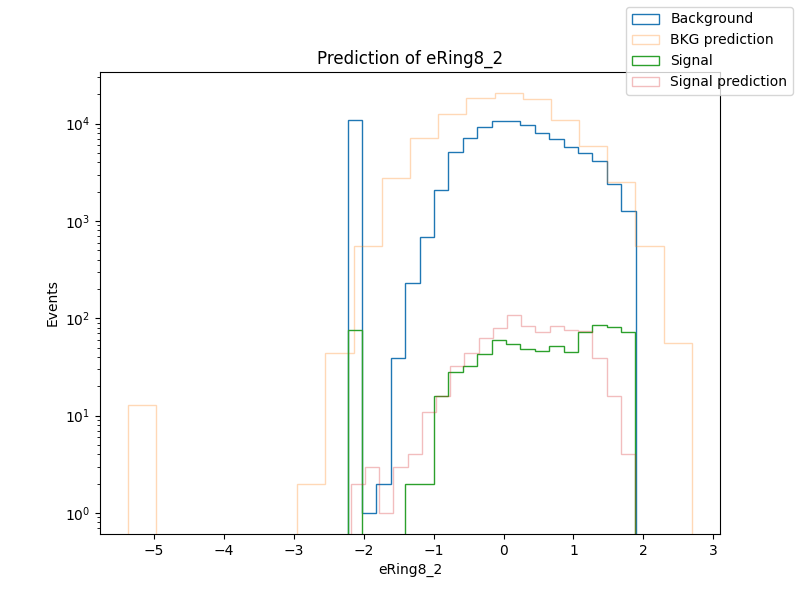 Prediction of eRing8_2
Background
BKG prediction
Signal
Signal prediction
Events
10⁴
10³
10²
10¹
10⁰
−5 −4 −3 −2 −1 0 1 2 3
eRing8_2